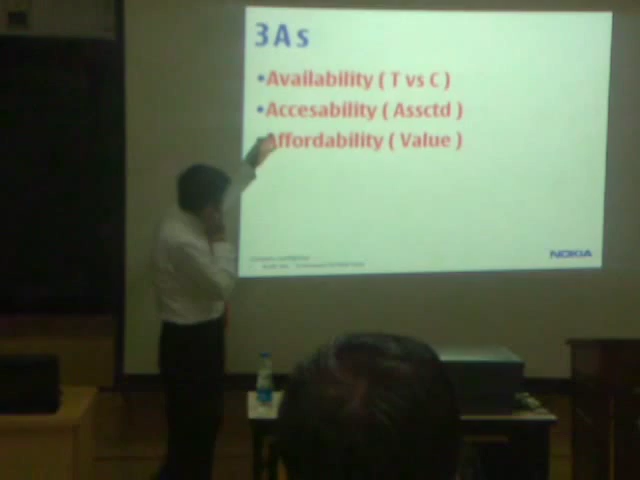 3As
•Availability ( T vs C )
•Accesability ( Assctd )
•Affordability ( Value )
NOKIA